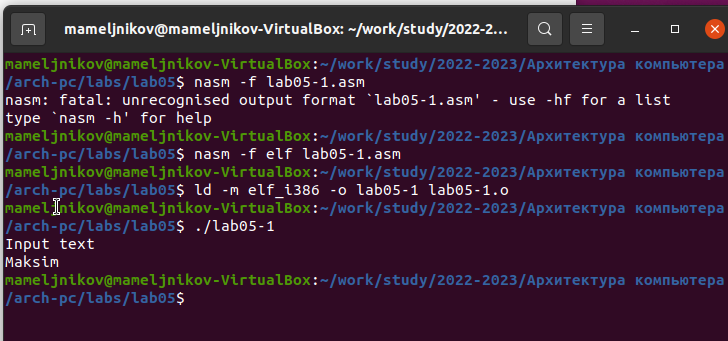 mameljnikov@mameljnikov-VirtualBox: ~/work/study/2022-2...
mameljnikov@mameljnikov-VirtualBox:~/work/study/2022-2023/Архитектура компьютера
/arch-pc/labs/lab05$ nasm -f lab05-1.asm
nasm: fatal: unrecognised output format `lab05-1.asm' - use -hf for a list
type `nasm -h' for help
mameljnikov@mameljnikov-VirtualBox:~/work/study/2022-2023/Архитектура компьютера
/arch-pc/labs/lab05$ nasm -f elf lab05-1.asm
mameljnikov@mameljnikov-VirtualBox:~/work/study/2022-2023/Архитектура компьютера
/arch-pc/labs/lab05$ ld -m elf_i386 -o lab05-1 lab05-1.o
mameljnikov@mameljnikov-VirtualBox:~/work/study/2022-2023/Архитектура компьютера
/arch-pc/labs/lab05$ ./lab05-1
Input text
Maksim
mameljnikov@mameljnikov-VirtualBox:~/work/study/2022-2023/Архитектура компьютера
/arch-pc/labs/lab05$